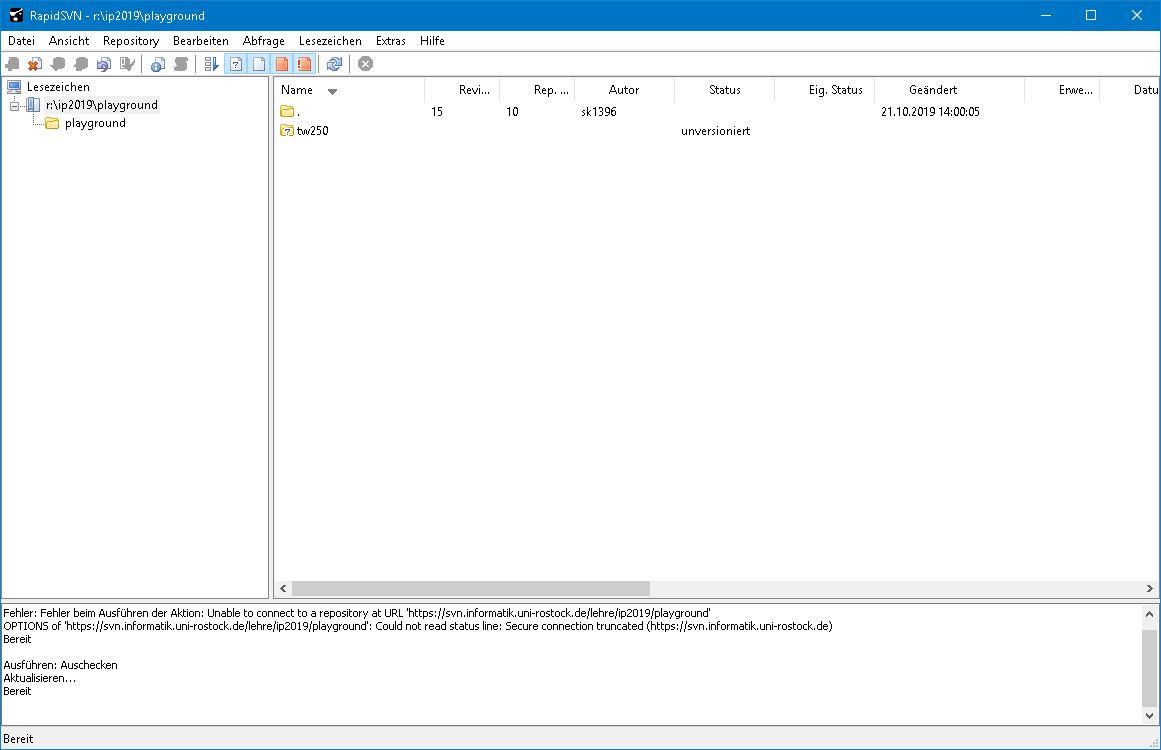 RapidSVN - r:\ip2019\playground
Datei Ansicht Repository Bearbeiten Abfrage Lesezeichen Extras Hilfe
Lesezeichen
r:\ip2019\playground
playground
Name Revi... Rep. ... Autor Status Eig. Status Geändert Erwe... Datu
. 15 10 sk1396 21.10.2019 14:00:05
tw250 unversioniert
Fehler: Fehler beim Ausführen der Aktion: Unable to connect to a repository at URL 'https://svn.informatik.uni-rostock.de/lehre/ip2019/playground'
OPTIONS of 'https://svn.informatik.uni-rostock.de/lehre/ip2019/playground': Could not read status line: Secure connection truncated (https://svn.informatik.uni-rostock.de)
Bereit
Ausführen: Auschecken
Aktualisieren...
Bereit
Bereit